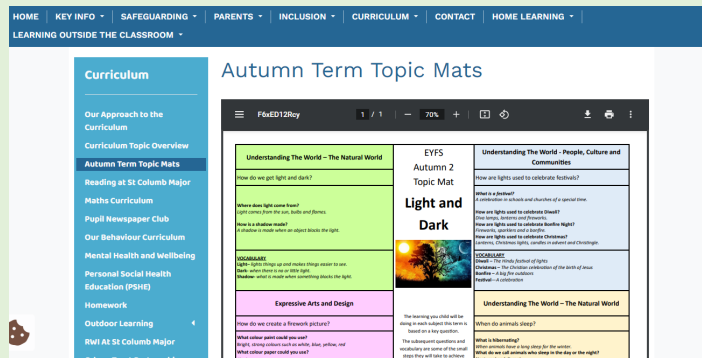 HOME KEY INFO SAFEGUARDING PARENTS INCLUSION CURRICULUM CONTACT HOME LEARNING
LEARNING OUTSIDE THE CLASSROOM
Curriculum
Our Approach to the
Curriculum
Curriculum Topic Overview
Autumn Term Topic Mats
Reading at St Columb Major
Maths Curriculum
Pupil Newspaper Club
Our Behaviour Curriculum
Mental Health and Wellbeing
Personal Social Health
Education (PSHE)
Homework
Outdoor Learning
RWI At St Columb Major
Autumn Term Topic Mats
F6xED12Rcy 1 / 1 — 70% +
Understanding The World – The Natural World
How do we get light and dark?
Where does light come from?
Light comes from the sun, bulbs and flames.
How is a shadow made?
A shadow is made when an object blocks the light.
VOCABULARY
Light– lights things up and makes things easier to see.
Dark- when there is no or little light.
Shadow- what is made when something blocks the light.
Expressive Arts and Design
How do we create a firework picture?
What colour paint could you use?
Bright, strong colours such as white, blue, yellow, red
What colour paper could you use?
EYFS
Autumn 2
Topic Mat
Light and
Dark
The learning you child will be
doing in each subject this term is
based on a key question.
The subsequent questions and
vocabulary are some of the small
steps they will take to achieve
Understanding The World - People, Culture and
Communities
How are lights used to celebrate festivals?
What is a festival?
A celebration in schools and churches of a special time.
How are lights used to celebrate Diwali?
Diva lamps, lanterns and fireworks.
How are lights used to celebrate Bonfire Night?
Fireworks, sparklers and a bonfire.
How are lights used to celebrate Christmas?
Lanterns, Christmas lights, candles in advent and Christingle.
VOCABULARY
Diwali – The Hindu festival of lights
Christmas – The Christian celebration of the birth of Jesus
Bonfire – A big fire outdoors
Festival—A celebration
Understanding The World – The Natural World
When do animals sleep?
What is hibernating?
When animals have a long sleep for the winter.
What do we call animals who sleep in the day or the night?